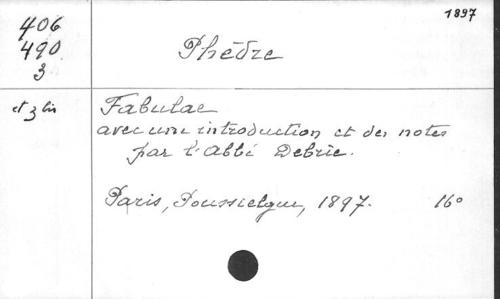 1897
406
490
3
Phèdre
et 3 bis
Fabulae
avec une introduction et des notes
par l'Abbé Debrie.
Paris, Poussielgue, 1897. 16°